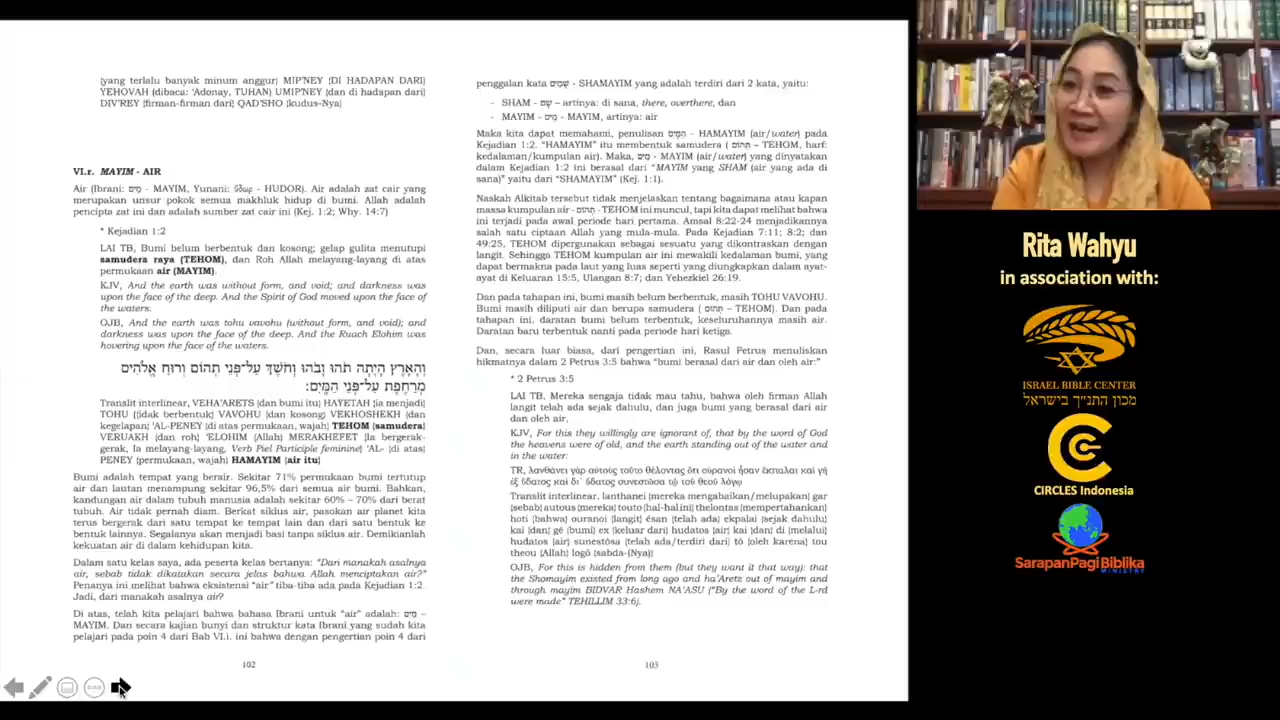 {yang terlalu banyak minum anggur} MIP'NEY {DI HADAPAN DARI}
YEHOVAH {dibaca: 'Adonay, TUHAN) UMIP'NEY {dan di hadapan dari}
DIV'REY {firman-firman dari} QAD'SHO {kudus-Nya}
VI.r. MAYIM - AIR
Air (Ibrani: מַיִם - MAYIM, Yunani: ὕδωρ - HUDOR). Air adalah zat cair yang
merupakan unsur pokok semua makhluk hidup di bumi. Allah adalah
pencipta zat ini dan adalah sumber zat cair ini (Kej. 1:2; Why. 14:7)
* Kejadian 1:2
LAI TB, Bumi belum berbentuk dan kosong; gelap gulita menutupi
samudera raya (TEHOM), dan Roh Allah melayang-layang di atas
permukaan air (MAYIM).
KJV, And the earth was without form, and void; and darkness was
upon the face of the deep. And the Spirit of God moved upon the face of
the waters.
OJB, And the earth was tohu vavohu (without form, and void); and
darkness was upon the face of the deep. And the Ruach Elohim was
hovering upon the face of the waters.
וְהָאָרֶץ הָיְתָה תֹהוּ וָבֹהוּ וְחֹשֶׁךְ עַל־פְּנֵי תְהוֹם וְרוּחַ אֱלֹהִים
מְרַחֶפֶת עַל־פְּנֵי הַמָּיִם׃
Translit interlinear, VEHA'ARETS {dan bumi itu} HAYETAH {ia menjadi}
TOHU {(tidak berbentuk} VAVOHU {dan kosong} VEKHOSHEKH {dan
kegelapan} 'AL-PENEY {di atas permukaan, wajah} TEHOM {samudera}
VERUAKH {dan roh} 'ELOHIM {Allah} MERAKHEFET {Ia bergerak-
gerak, Ia melayang-layang, Verb Piel Participle feminine} 'AL- {di atas}
PENEY {permukaan, wajah} HAMAYIM {air itu}
Bumi adalah tempat yang berair. Sekitar 71% permukaan bumi tertutup
air dan lautan menampung sekitar 96,5% dari semua air bumi. Bahkan,
kandungan air dalam tubuh manusia adalah sekitar 60% – 70% dari berat
tubuh. Air tidak pernah diam. Berkat siklus air, pasokan air planet kita
terus bergerak dari satu tempat ke tempat lain dan dari satu bentuk ke
bentuk lainnya. Segalanya akan menjadi basi tanpa siklus air. Demikianlah
kekuatan air di dalam kehidupan kita.
Dalam satu kelas saya, ada peserta kelas bertanya: "Dari manakah asalnya
air, sebab tidak dikatakan secara jelas bahwa Allah menciptakan air?"
Penanya ini melihat bahwa eksistensi "air" tiba-tiba ada pada Kejadian 1:2.
Jadi, dari manakah asalnya air?
Di atas, telah kita pelajari bahwa bahasa Ibrani untuk "air" adalah: מַיִם –
MAYIM. Dan secara kajian bunyi dan struktur kata Ibrani yang sudah kita
pelajari pada poin 4 dari Bab VI.i. ini bahwa dengan pengertian poin 4 dari
102
penggalan kata שָׁמַיִם - SHAMAYIM yang adalah terdiri dari 2 kata, yaitu:
- SHAM - שָׁם – artinya: di sana, there, overthere, dan
- MAYIM - מַיִם - MAYIM, artinya: air
Maka kita dapat memahami, penulisan הַמָּיִם - HAMAYIM (air/water) pada
Kejadian 1:2. "HAMAYIM" itu membentuk samudera ( תְּהוֹם – TEHOM, harf:
kedalaman/kumpulan air). Maka, מַיִם - MAYIM (air/water) yang dinyatakan
dalam Kejadian 1:2 ini berasal dari "MAYIM yang SHAM (air yang ada di
sana)" yaitu dari "SHAMAYIM" (Kej. 1:1).
Naskah Alkitab tersebut tidak menjelaskan tentang bagaimana atau kapan
massa kumpulan air - תְּהוֹם - TEHOM ini muncul, tapi kita dapat melihat bahwa
ini terjadi pada awal periode hari pertama. Amsal 8:22-24 menjadikannya
salah satu ciptaan Allah yang mula-mula. Pada Kejadian 7:11; 8:2; dan
49:25, TEHOM dipergunakan sebagai sesuatu yang dikontraskan dengan
langit. Sehingga TEHOM kumpulan air ini mewakili kedalaman bumi, yang
dapat bermakna pada laut yang luas seperti yang diungkapkan dalam ayat-
ayat di Keluaran 15:5, Ulangan 8:7; dan Yehezkiel 26:19.
Dan pada tahapan ini, bumi masih belum berbentuk, masih TOHU VAVOHU.
Bumi masih diliputi air dan berupa samudera ( תְּהוֹם – TEHOM). Dan pada
tahapan ini, daratan bumi belum terbentuk, keseluruhannya masih air.
Daratan baru terbentuk nanti pada periode hari ketiga.
Dan, secara luar biasa, dari pengertian ini, Rasul Petrus menuliskan
hikmatnya dalam 2 Petrus 3:5 bahwa "bumi berasal dari air dan oleh air:"
* 2 Petrus 3:5
LAI TB, Mereka sengaja tidak mau tahu, bahwa oleh firman Allah
langit telah ada sejak dahulu, dan juga bumi yang berasal dari air
dan oleh air,
KJV, For this they willingly are ignorant of, that by the word of God
the heavens were of old, and the earth standing out of the water and
in the water:
TR, λανθάνει γὰρ αὐτοὺς τοῦτο θέλοντας ὅτι οὐρανοὶ ἦσαν ἔκπαλαι καὶ γῆ
ἐξ ὕδατος καὶ δι᾽ ὕδατος συνεστῶσα τῷ τοῦ θεοῦ λόγῳ
Translit interlinear, lanthanei {mereka mengabaikan/melupakan} gar
{sebab} autous {mereka} touto {hal-hal ini} thelontas {mempertahankan}
hoti {bahwa} ouranoi {langit} êsan {telah ada} ekpalai {sejak dahulu}
kai {dan} gê {bumi} ex {keluar dari} hudatos {air} kai {dan} di {melalui}
hudatos {air} sunestôsa {telah ada/terdiri dari} tô {oleh karena} tou
theou {Allah} logô {sabda-(Nya)}
OJB, For this is hidden from them (but they want it that way): that
the Shomayim existed from long ago and ha'Aretz out of mayim and
through mayim BIDVAR Hashem NA'ASU ("By the word of the L-rd
were made" TEHILLIM 33:6).
103
Rita Wahyu
in association with:
ISRAEL BIBLE CENTER
מכון התנ"ך בישראל
CIRCLES Indonesia
SarapanPagiBiblika
MINISTRY